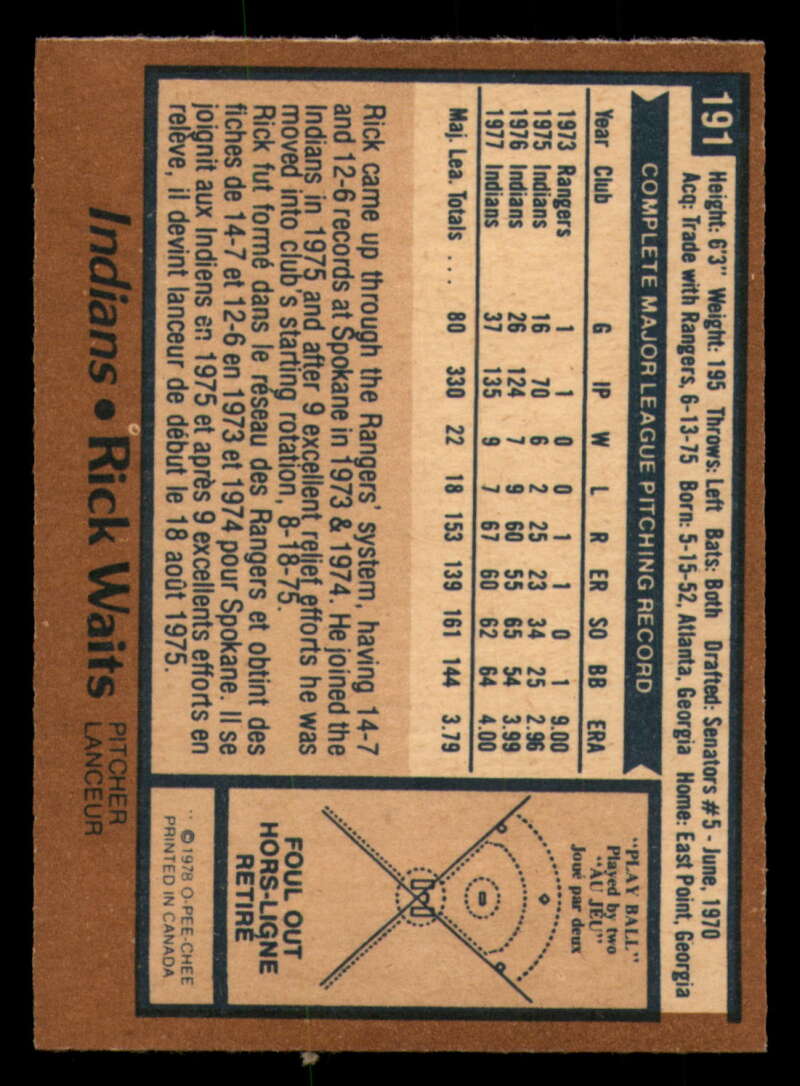 191
Height: 6'3" Weight: 195 Throws: Left Bats: Both Drafted: Senators #5 - June, 1970
Acq: Trade with Rangers, 6-13-75 Born: 5-15-52, Atlanta, Georgia Home: East Point, Georgia
COMPLETE MAJOR LEAGUE PITCHING RECORD
Year Club G IP W L R ER SO BB ERA
1973 Rangers 1 1 0 0 1 1 0 1 9.00
1975 Indians 16 70 6 2 25 23 34 25 2.96
1976 Indians 26 124 7 9 60 55 65 54 3.99
1977 Indians 37 135 9 7 67 60 62 64 4.00
Maj. Lea. Totals ... 80 330 22 18 153 139 161 144 3.79
Rick came up through the Rangers' system, having 14-7
and 12-6 records at Spokane in 1973 & 1974. He joined the
Indians in 1975 and after 9 excellent relief efforts he was
moved into club's starting rotation, 8-18-75.
Rick fut formé dans le réseau des Rangers et obtint des
fiches de 14-7 et 12-6 en 1973 et 1974 pour Spokane. Il se
joignit aux Indiens en 1975 et après 9 excellents efforts en
relève, il devint lanceur de début le 18 août 1975.
"PLAY BALL"
Played by two
"AU JEU"
Joué par deux
FOUL OUT
HORS-LIGNE
RETIRÉ
** © 1978 O-PEE-CHEE
PRINTED IN CANADA
Indians • Rick Waits PITCHER
LANCEUR